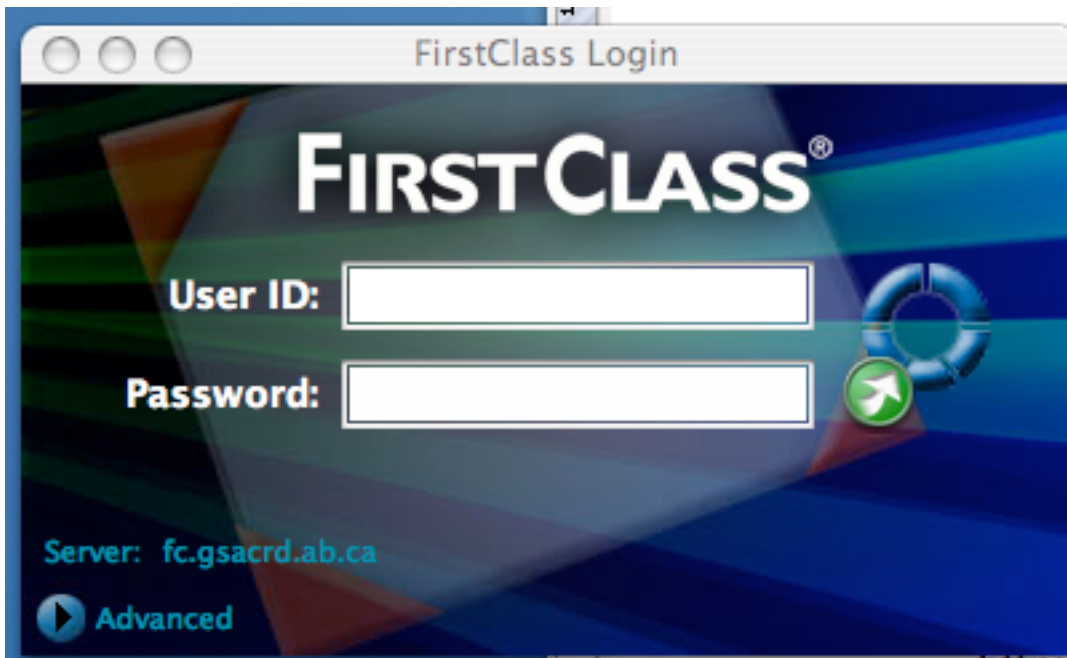 FirstClass Login
FIRSTCLASS®
User ID:
Password:
Server: fc.gsacrd.ab.ca
Advanced